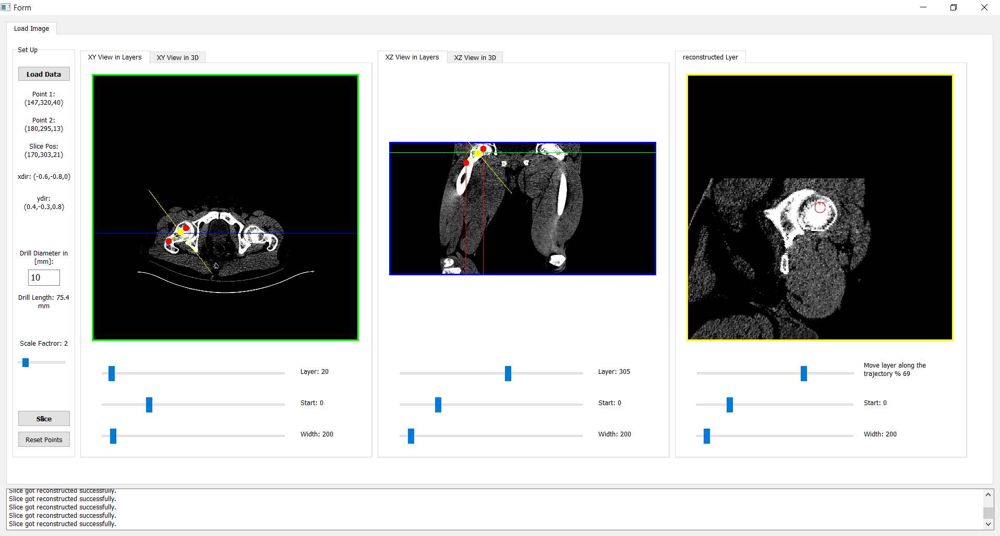 Form
Load Image
Set Up
Load Data
Point 1:
(147,320,40)
Point 2:
(180,295,13)
Slice Pos:
(170,303,21)
xdir: (-0.6,-0.8,0)
ydir:
(0.4,-0.3,0.8)
Drill Diameter in
[mm]:
10
Drill Length: 75.4
mm
Scale Factror: 2
Slice
Reset Points
XY View in Layers
XY View in 3D
Layer: 20
Start: 0
Width: 200
XZ View in Layers
XZ View in 3D
Layer: 305
Start: 0
Width: 200
reconstructed Lyer
Move layer along the
trajectory % 69
Start: 0
Width: 200
Slice got reconstructed successfully.
Slice got reconstructed successfully.
Slice got reconstructed successfully.
Slice got reconstructed successfully.
Slice got reconstructed successfully.